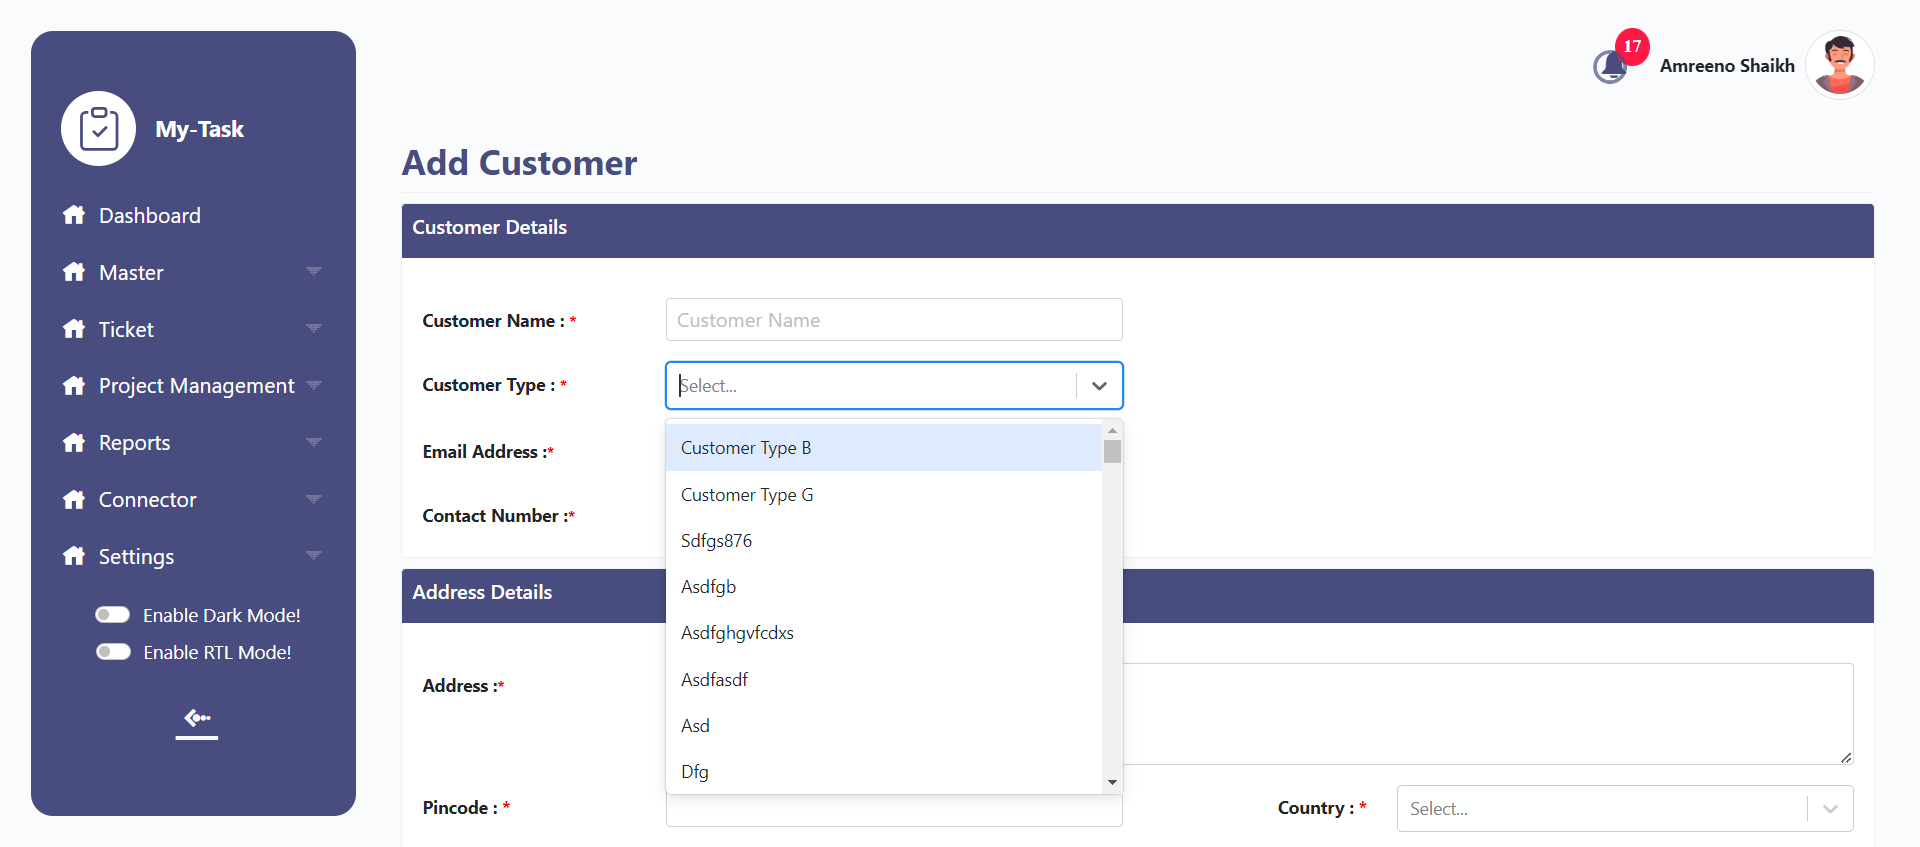 My-Task
Dashboard
Master
Ticket
Project Management
Reports
Connector
Settings
Enable Dark Mode!
Enable RTL Mode!
17
Amreeno Shaikh
Add Customer
Customer Details
Customer Name : *
Customer Name
Customer Type : *
Select...
Customer Type B
Customer Type G
Sdfgs876
Asdfgb
Asdfghgvfcdxs
Asdfasdf
Asd
Dfg
Email Address :*
Contact Number :*
Address Details
Address :*
Pincode : *
Country : *
Select...